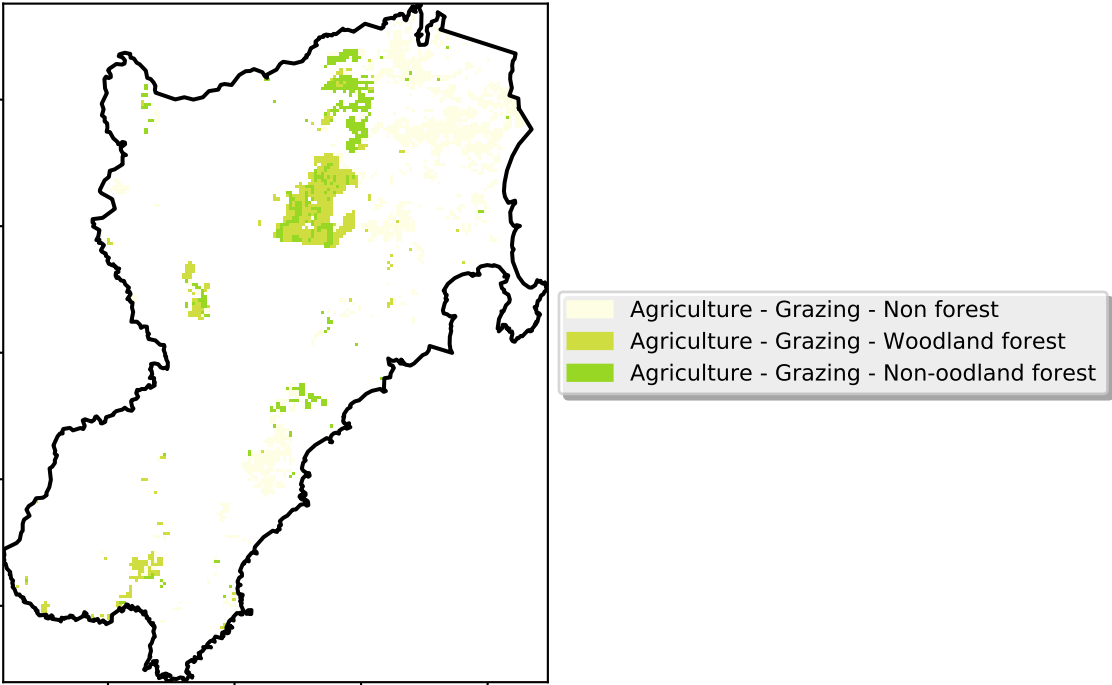 Agriculture - Grazing - Non forest
Agriculture - Grazing - Woodland forest
Agriculture - Grazing - Non-oodland forest